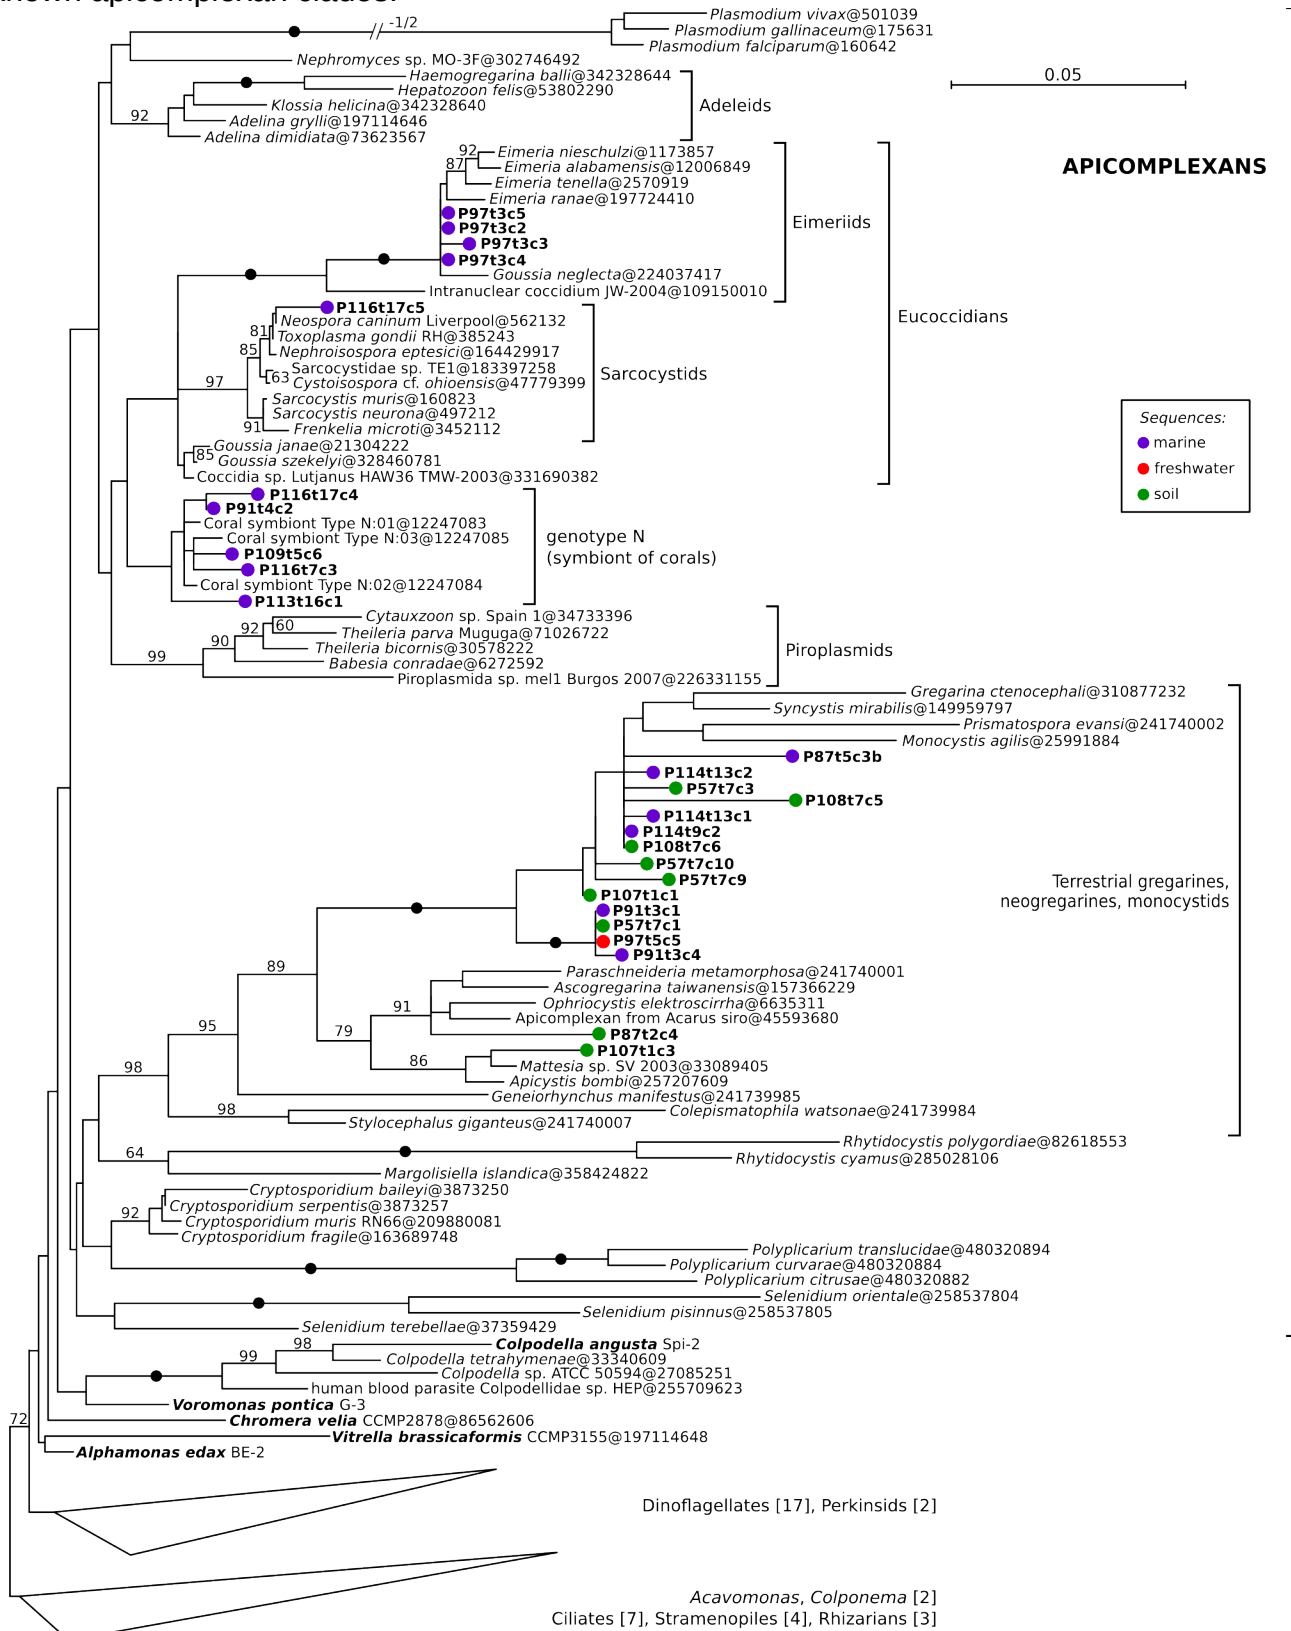 -1/2
Plasmodium vivax@501039
Plasmodium gallinaceum@175631
Plasmodium falciparum@160642
Nephromyces sp. MO-3F@302746492
0.05
Haemogregarina balli@342328644
Hepatozoon felis@53802290
Klossia helicina@342328640
Adeleids
92
Adelina grylli@197114646
Adelina dimidiata@73623567
92
Eimeria nieschulzi@1173857
87
Eimeria alabamensis@12006849
APICOMPLEXANS
Eimeria tenella@2570919
Eimeria ranae@197724410
P97t3c5
Eimeriids
P97t3c2
P97t3c3
P97t3c4
Goussia neglecta@224037417
Intranuclear coccidium JW-2004@109150010
P116t17c5
Eucoccidians
Neospora caninum Liverpool@562132
81
Toxoplasma gondii RH@385243
85
Nephroisospora eptesici@164429917
Sarcocystidae sp. TE1@183397258
Sarcocystids
97
63
Cystoisospora cf. ohioensis@47779399
Sarcocystis muris@160823
Sarcocystis neurona@497212
91
Frenkelia microti@3452112
Sequences:
marine
freshwater
soil
Goussia janae@21304222
85
Goussia szekelyi@328460781
Coccidia sp. Lutjanus HAW36 TMW-2003@331690382
P116t17c4
P91t4c2
Coral symbiont Type N:01@12247083
Coral symbiont Type N:03@12247085
genotype N
(symbiont of corals)
P109t5c6
P116t7c3
Coral symbiont Type N:02@12247084
P113t16c1
Cytauxzoon sp. Spain 1@34733396
92
60
Theileria parva Muguga@71026722
90
Theileria bicornis@30578222
Piroplasmids
99
Babesia conradae@6272592
Piroplasmida sp. mel1 Burgos 2007@226331155
Gregarina ctenocephali@310877232
Syncystis mirabilis@149959797
Prismatospora evansi@241740002
Monocystis agilis@25991884
P87t5c3b
P114t13c2
P57t7c3
P108t7c5
P114t13c1
P114t9c2
P108t7c6
P57t7c10
P57t7c9
Terrestrial gregarines,
neogregarines, monocystids
P107t1c1
P91t3c1
P57t7c1
P97t5c5
P91t3c4
89
Paraschneideria metamorphosa@241740001
Ascogregarina taiwanensis@157366229
91
Ophriocystis elektroscirrha@6635311
Apicomplexan from Acarus siro@45593680
95
79
P87t2c4
P107t1c3
86
Mattesia sp. SV 2003@33089405
98
Apicystis bombi@257207609
Geneiorhynchus manifestus@241739985
98
Colepismatophila watsonae@241739984
Stylocephalus giganteus@241740007
Rhytidocystis polygordiae@82618553
64
Rhytidocystis cyamus@285028106
Margolisiella islandica@358424822
Cryptosporidium baileyi@3873250
Cryptosporidium serpentis@3873257
92
Cryptosporidium muris RN66@209880081
Cryptosporidium fragile@163689748
Polyplicarium translucidae@480320894
Polyplicarium curvarae@480320884
Polyplicarium citrusae@480320882
Selenidium orientale@258537804
Selenidium pisinnus@258537805
Selenidium terebellae@37359429
98
Colpodella angusta Spi-2
99
Colpodella tetrahymenae@33340609
Colpodella sp. ATCC 50594@27085251
human blood parasite Colpodellidae sp. HEP@255709623
Voromonas pontica G-3
72
Chromera velia CCMP2878@86562606
Vitrella brassicaformis CCMP3155@197114648
Alphamonas edax BE-2
Dinoflagellates [17], Perkinsids [2]
Acavomonas, Colponema [2]
Ciliates [7], Stramenopiles [4], Rhizarians [3]